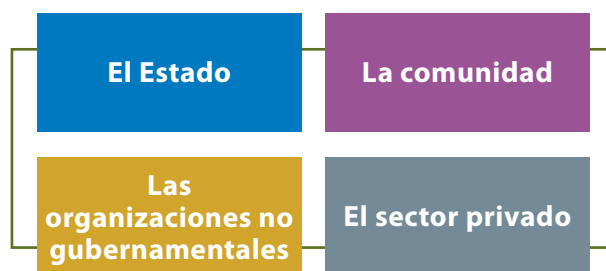 El Estado
La comunidad
Las
organizaciones no
gubernamentales
El sector privado